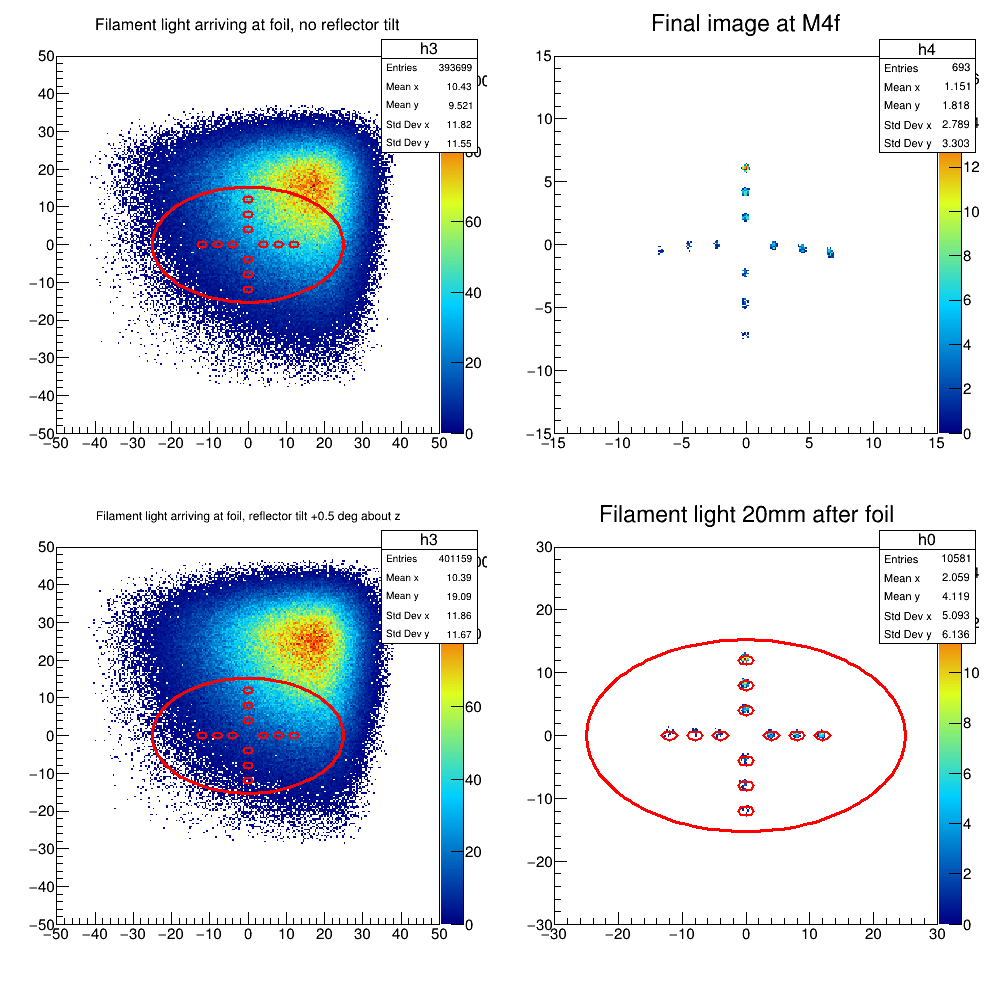 Filament light arriving at foil, no reflector tilt
h3
Entries 393699
Mean x 10.43
Mean y 9.521
Std Dev x 11.82
Std Dev y 11.55
50
40
30
20
10
0
−10
−20
−30
−40
−50
−50 −40 −30 −20 −10 0 10 20 30 40 50
80
60
40
20
0
Final image at M4f
h4
Entries 693
Mean x 1.151
Mean y 1.818
Std Dev x 2.789
Std Dev y 3.303
15
10
5
0
−5
−10
−15
−15 −10 −5 0 5 10 15
12
10
8
6
4
2
0
Filament light arriving at foil, reflector tilt +0.5 deg about z
h3
Entries 401159
Mean x 10.39
Mean y 19.09
Std Dev x 11.86
Std Dev y 11.67
50
40
30
20
10
0
−10
−20
−30
−40
−50
−50 −40 −30 −20 −10 0 10 20 30 40 50
60
40
20
0
Filament light 20mm after foil
h0
Entries 10581
Mean x 2.059
Mean y 4.119
Std Dev x 5.093
Std Dev y 6.136
30
20
10
0
−10
−20
−30
−30 −20 −10 0 10 20 30
10
8
6
4
2
0